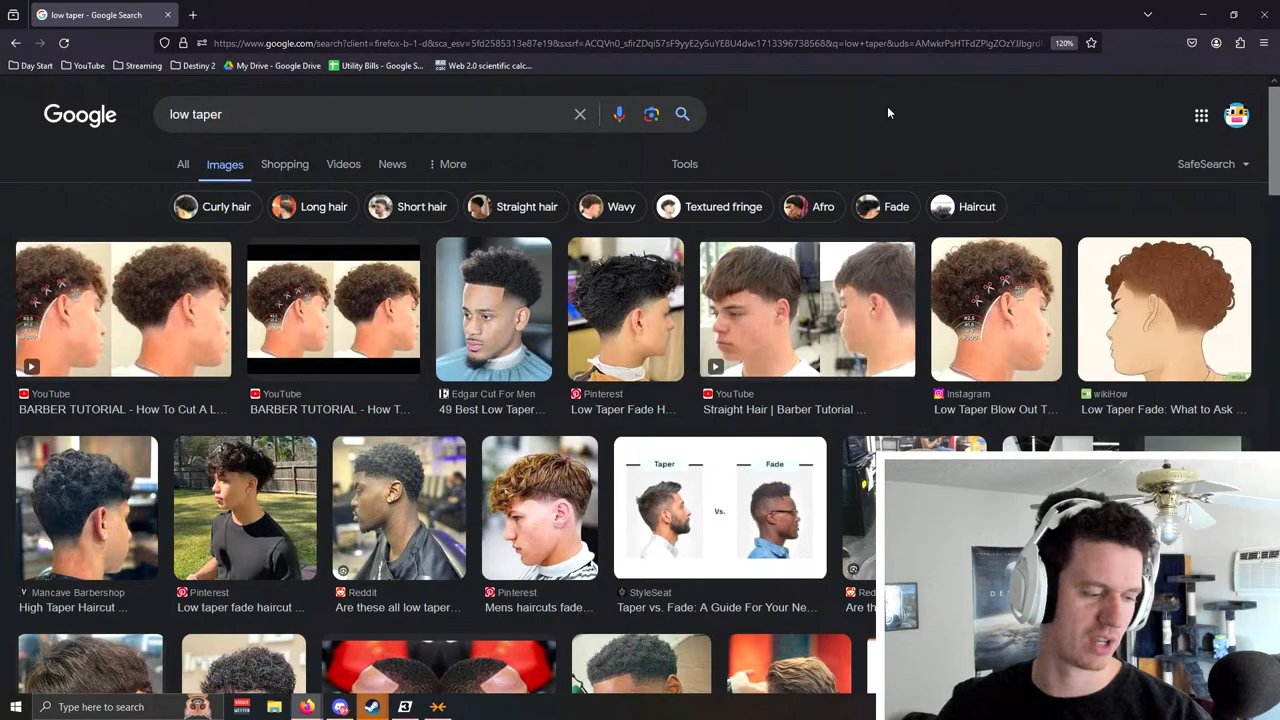 low taper - Google Search
https://www.google.com/search?client=firefox-b-1-d&sca_esv=5fd2585313e87e19&sxsrf=ACQVn0_sfirZDqi57sF9yyE2y5uYE8U4dw:1713396738568&q=low+taper&uds=
120%
Day Start
YouTube
Streaming
Destiny 2
My Drive - Google Drive
Utility Bills - Google S...
Web 2.0 scientific calc...
Google
low taper
All
Images
Shopping
Videos
News
More
Tools
SafeSearch
Curly hair
Long hair
Short hair
Straight hair
Wavy
Textured fringe
Afro
Fade
Haircut
YouTube
BARBER TUTORIAL - How To Cut A L...
YouTube
BARBER TUTORIAL - How T...
Edgar Cut For Men
49 Best Low Taper...
Pinterest
Low Taper Fade H...
YouTube
Straight Hair | Barber Tutorial ...
Instagram
Low Taper Blow Out T...
wikiHow
Low Taper Fade: What to Ask ...
Taper
Fade
Vs.
Mancave Barbershop
High Taper Haircut ...
Pinterest
Low taper fade haircut ...
Reddit
Are these all low taper...
Pinterest
Mens haircuts fade...
StyleSeat
Taper vs. Fade: A Guide For Your Ne...
Red
Are th
Type here to search